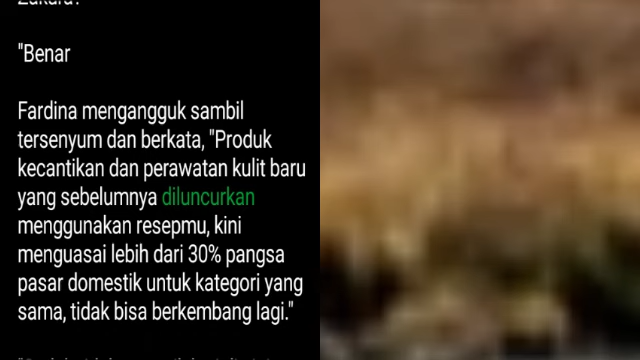 "Benar
Fardina mengangguk sambil
tersenyum dan berkata, "Produk
kecantikan dan perawatan kulit baru
yang sebelumnya diluncurkan
menggunakan resepmu, kini
menguasai lebih dari 30% pangsa
pasar domestik untuk kategori yang
sama, tidak bisa berkembang lagi."